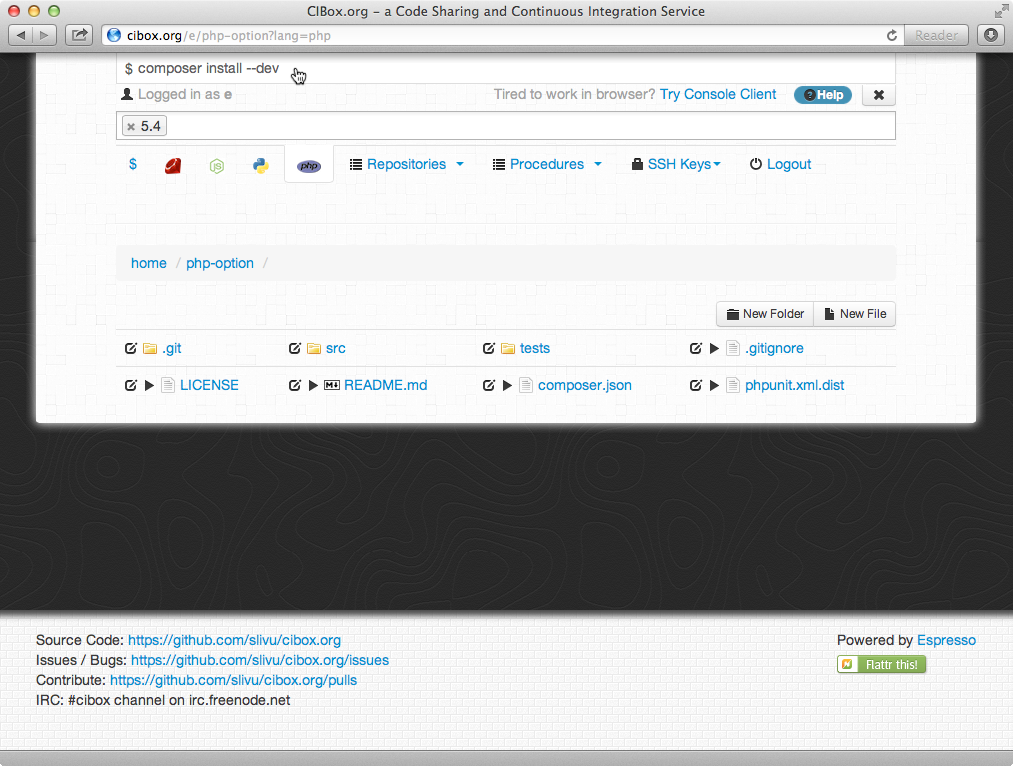 CIBox.org – a Code Sharing and Continuous Integration Service
cibox.org/e/php-option?lang=php
Reader
$ composer install --dev
Logged in as e
Tired to work in browser? Try Console Client
Help
5.4
$
php
Repositories
Procedures
SSH Keys
Logout
home / php-option /
New Folder
New File
.git
src
tests
.gitignore
LICENSE
README.md
composer.json
phpunit.xml.dist
Source Code: https://github.com/slivu/cibox.org
Issues / Bugs: https://github.com/slivu/cibox.org/issues
Contribute: https://github.com/slivu/cibox.org/pulls
IRC: #cibox channel on irc.freenode.net
Powered by Espresso
Flattr this!